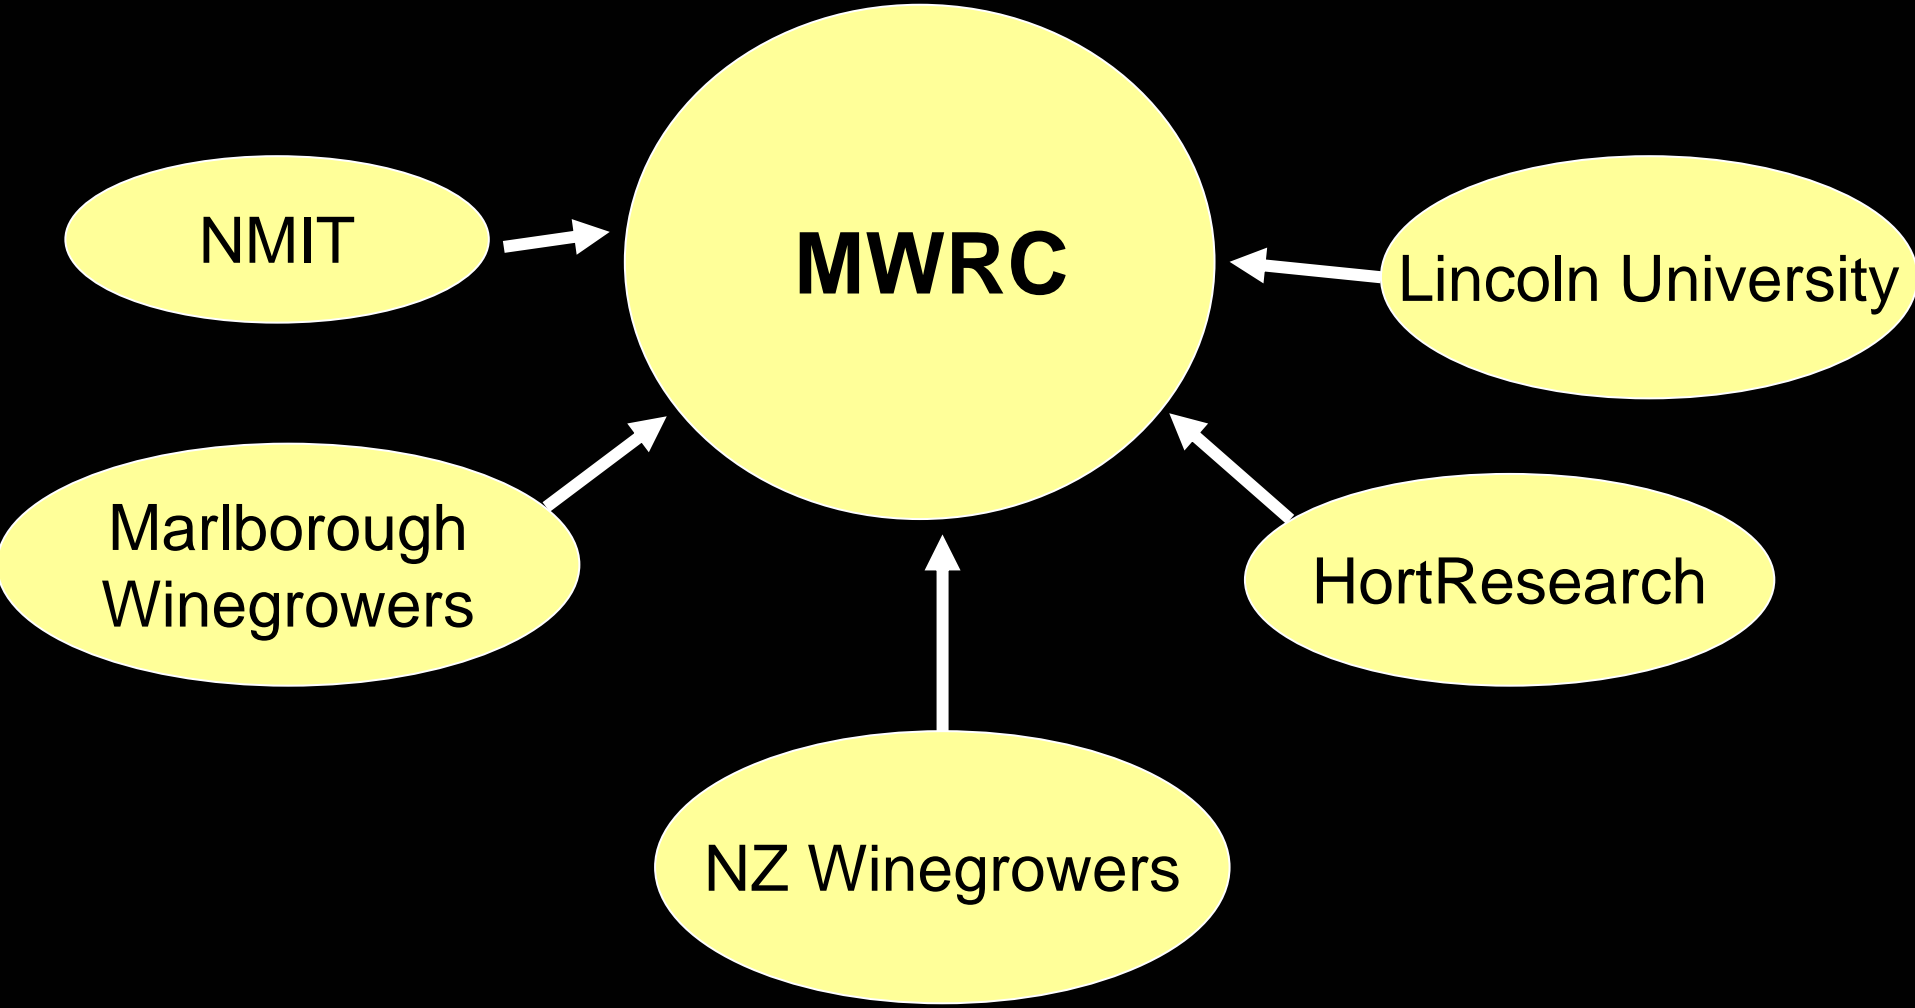 MWRC
NMIT
Lincoln University
Marlborough
Winegrowers
HortResearch
NZ Winegrowers